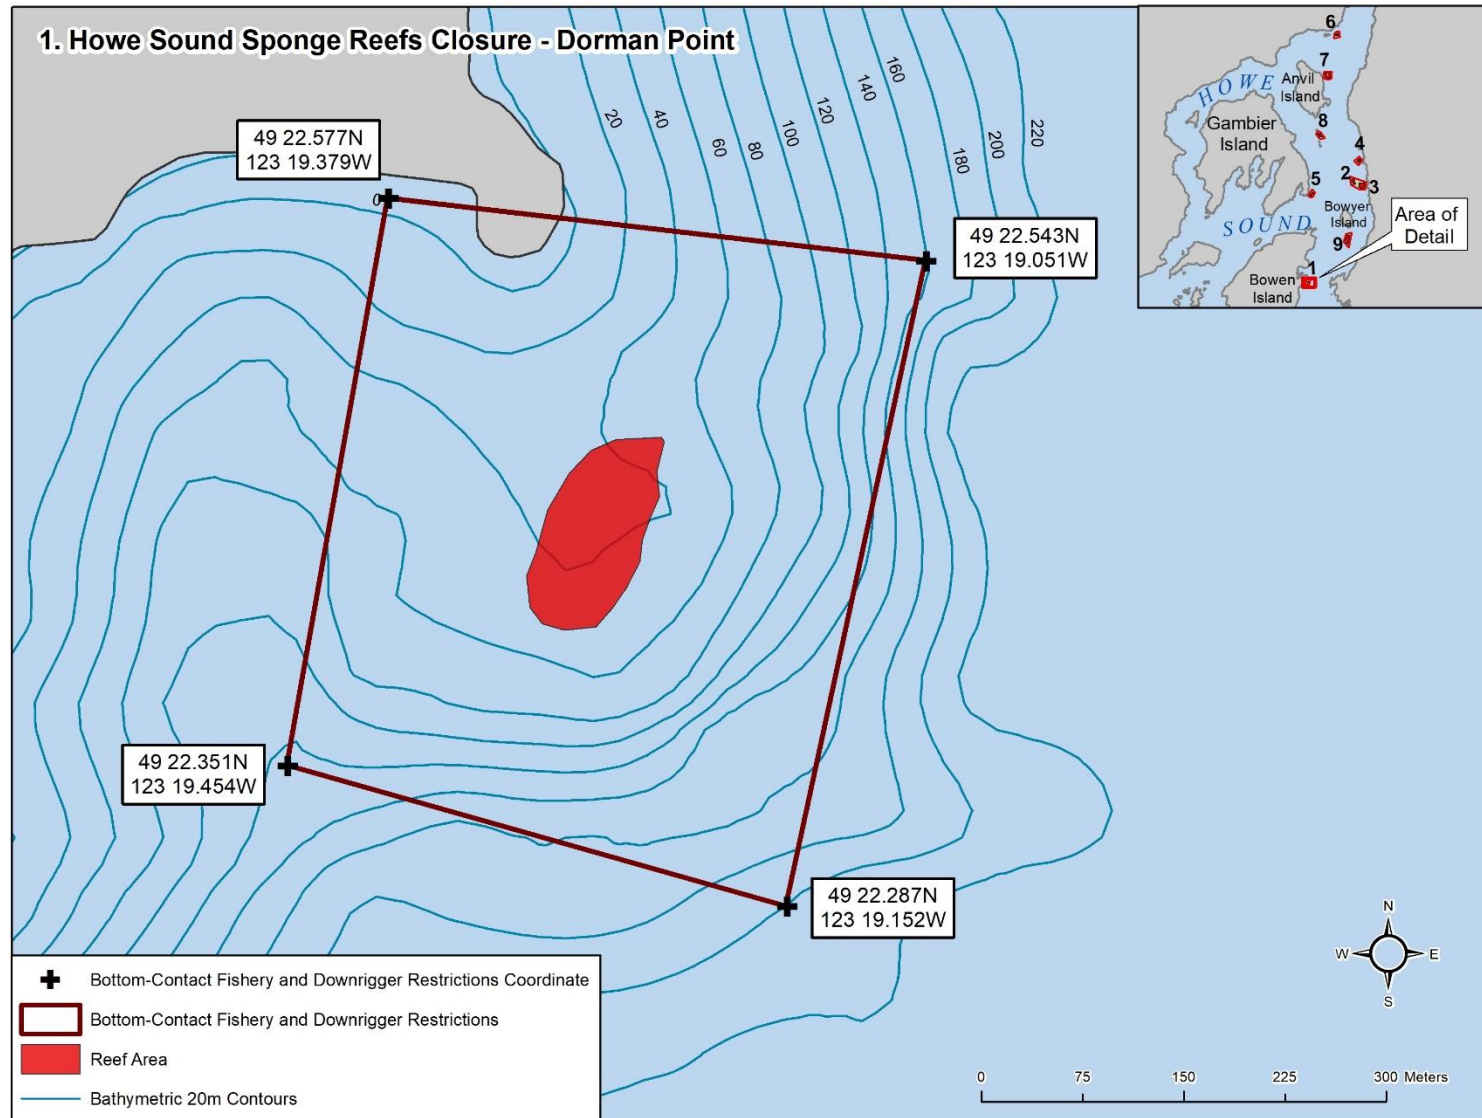 1. Howe Sound Sponge Reefs Closure - Dorman Point
49 22.577N
123 19.379W
0
20
40
60
80
100
120
140
160
180
200
220
49 22.543N
123 19.051W
49 22.351N
123 19.454W
49 22.287N
123 19.152W
6
7
HOWE
Anvil
Island
8
Gambier
Island
4
2
3
5
Bowyer
Island
SOUND
9
Area of
Detail
1
Bowen
Island
Bottom-Contact Fishery and Downrigger Restrictions Coordinate
Bottom-Contact Fishery and Downrigger Restrictions
Reef Area
Bathymetric 20m Contours
N
W
E
S
0 75 150 225 300 Meters